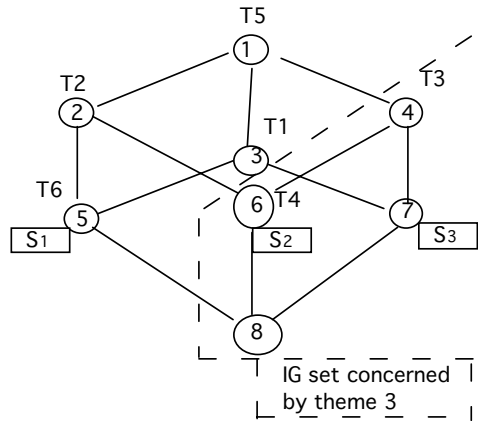 T5
1
T3
T2
2
4
T1
3
T6
T4
6
5
7
S1
S2
S3
8
IG set concerned
by theme 3